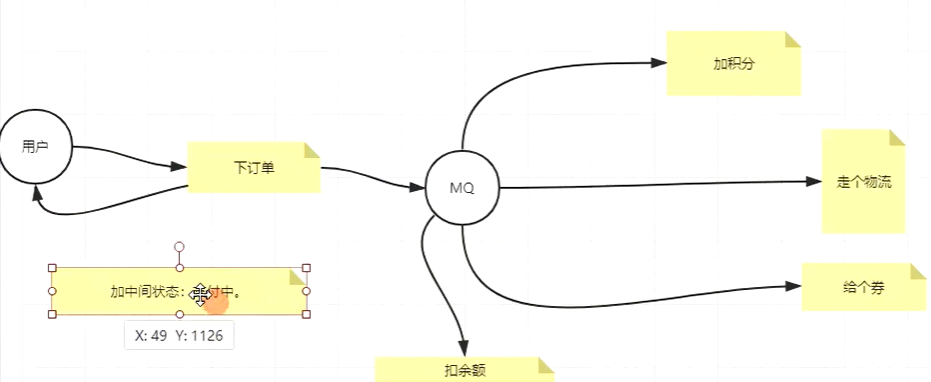 加积分
用户
下订单
走个物流
MQ
给个券
加中间状态：付中。
X: 49 Y: 1126
扣余额